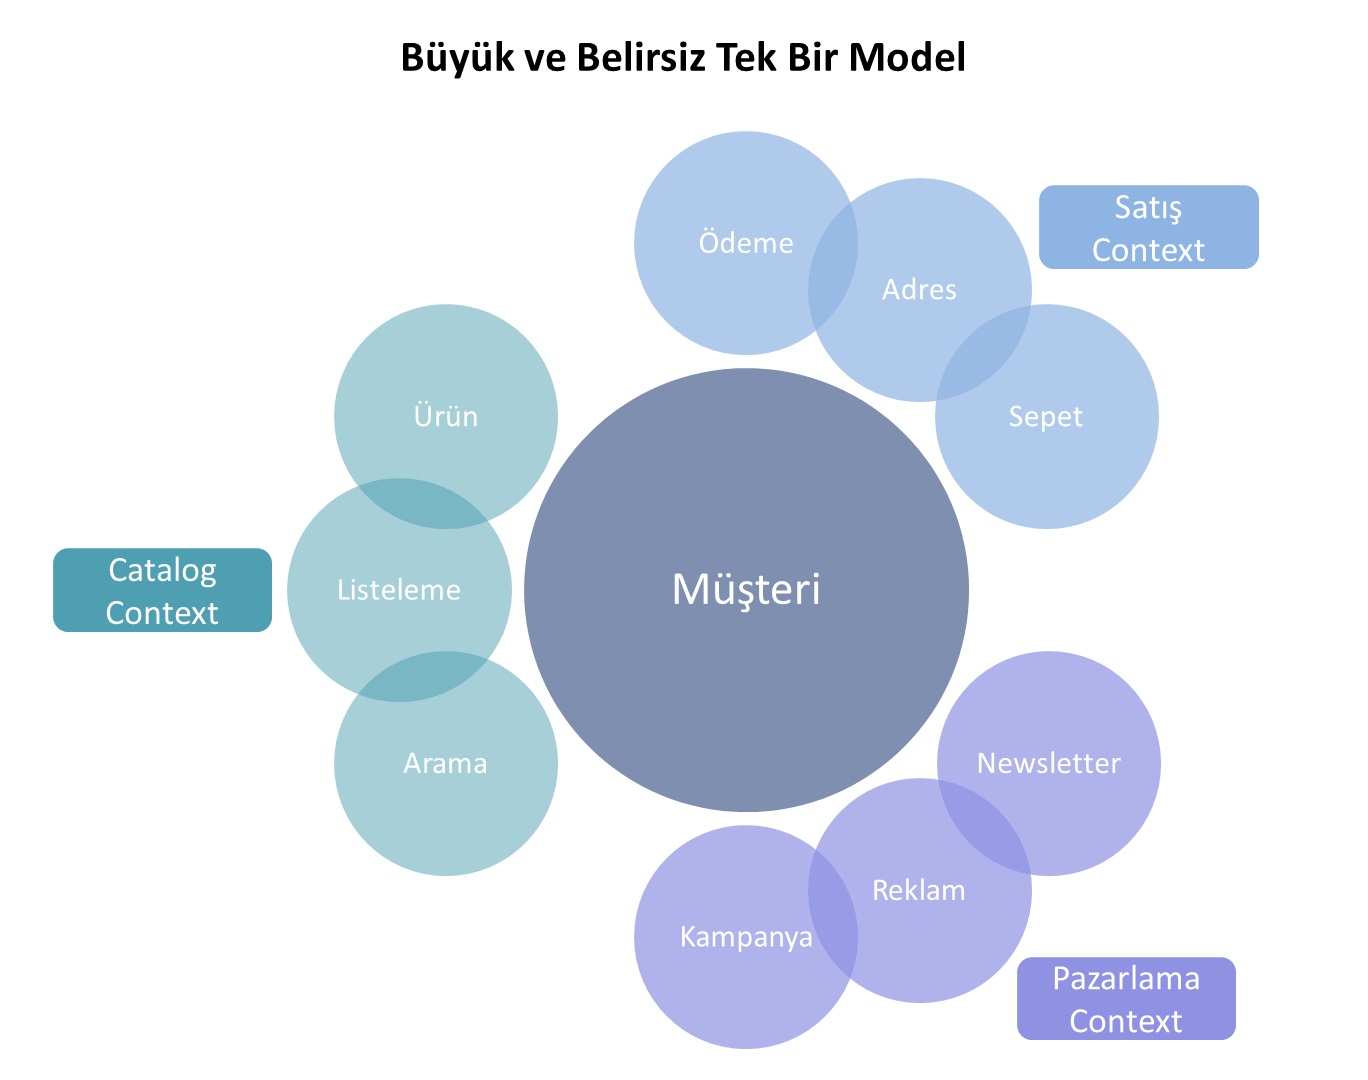 Büyük ve Belirsiz Tek Bir Model
Ödeme
Adres
Sepet
Satış
Context
Ürün
Listeleme
Arama
Catalog
Context
Müşteri
Newsletter
Reklam
Kampanya
Pazarlama
Context